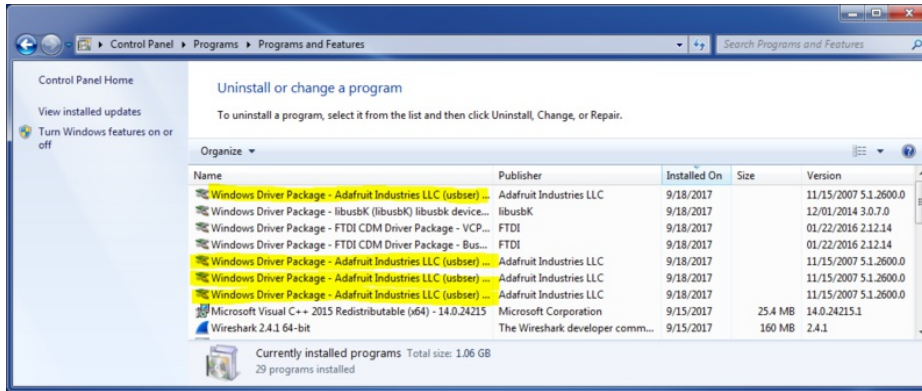 Control Panel ▸ Programs ▸ Programs and Features
Search Programs and Features
Control Panel Home
View installed updates
Turn Windows features on or
off
Uninstall or change a program
To uninstall a program, select it from the list and then click Uninstall, Change, or Repair.
Organize
Name Publisher Installed On Size Version
Windows Driver Package - Adafruit Industries LLC (usbser) ... Adafruit Industries LLC 9/18/2017 11/15/2007 5.1.2600.0
Windows Driver Package - libusbK (libusbK) libusbk device... libusbK 9/18/2017 12/01/2014 3.0.7.0
Windows Driver Package - FTDI CDM Driver Package - VCP... FTDI 9/18/2017 01/22/2016 2.12.14
Windows Driver Package - FTDI CDM Driver Package - Bus... FTDI 9/18/2017 01/22/2016 2.12.14
Windows Driver Package - Adafruit Industries LLC (usbser) ... Adafruit Industries LLC 9/18/2017 11/15/2007 5.1.2600.0
Windows Driver Package - Adafruit Industries LLC (usbser) ... Adafruit Industries LLC 9/18/2017 11/15/2007 5.1.2600.0
Windows Driver Package - Adafruit Industries LLC (usbser) ... Adafruit Industries LLC 9/18/2017 11/15/2007 5.1.2600.0
Microsoft Visual C++ 2015 Redistributable (x64) - 14.0.24215 Microsoft Corporation 9/15/2017 25.4 MB 14.0.24215.1
Wireshark 2.4.1 64-bit The Wireshark developer comm... 9/15/2017 160 MB 2.4.1
Currently installed programs Total size: 1.06 GB
29 programs installed